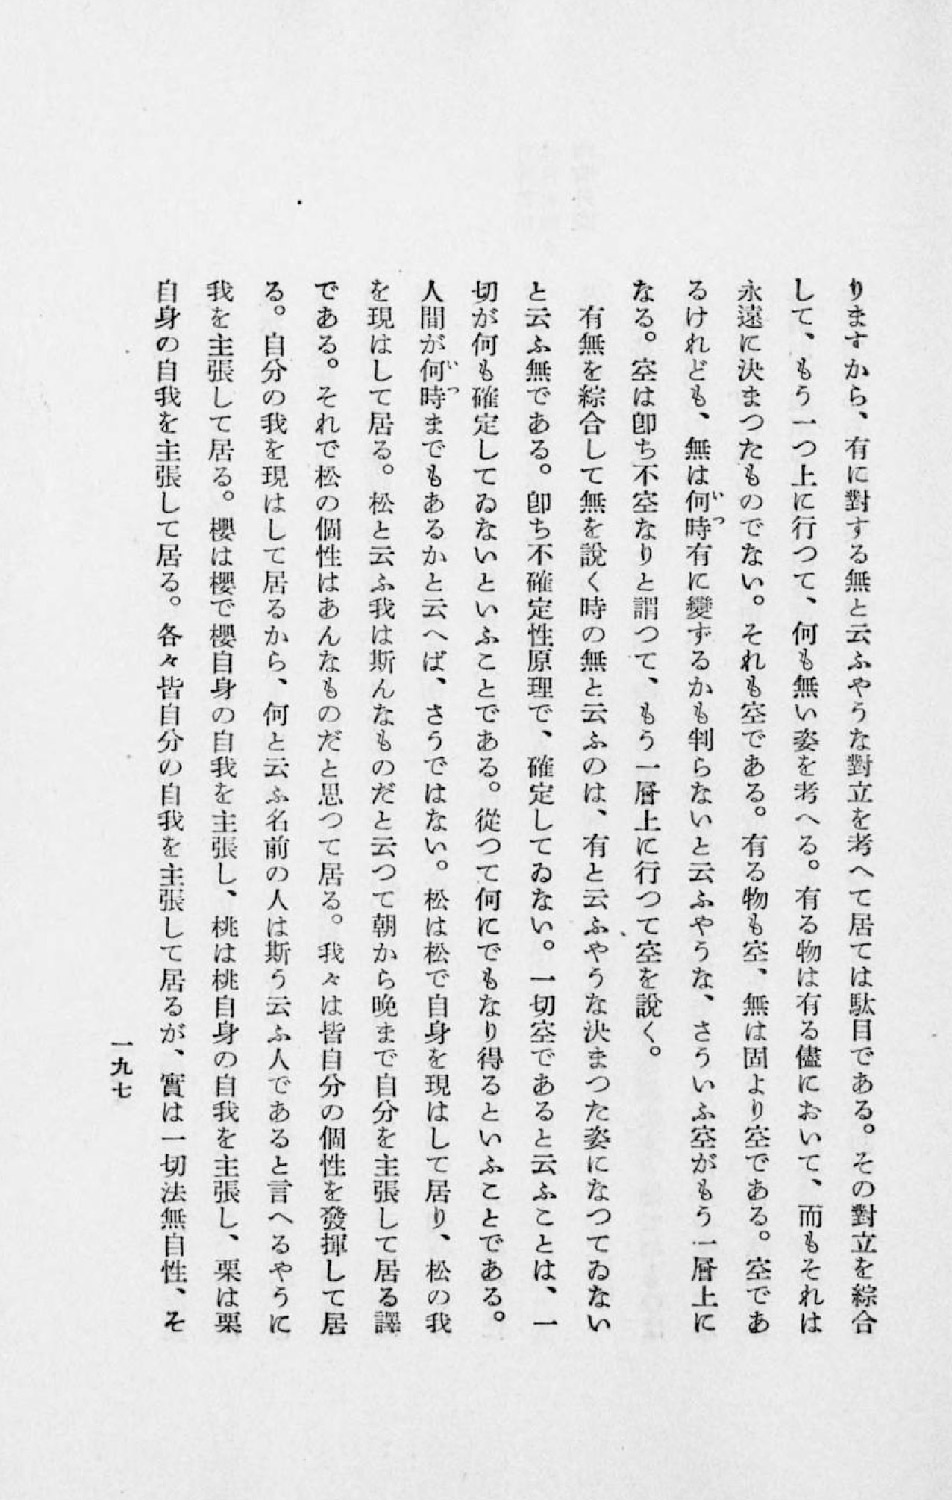 りますから、有に對する無と云ふやうな對立を考へて居ては駄目である。その對立を綜合
して、もう一つ上に行つて、何も無い姿を考へる。有る物は有る儘において、而もそれは
永遠に決まつたものでない。それも空である。有る物も空、無は固より空である。空であ
るけれども、無は何時有に變ずるかも判らないと云ふやうな、さういふ空がもう一層上に
なる。空は卽ち不空なりと謂つて、もう一層上に行つて空を說く。
有無を綜合して無を說く時の無と云ふのは、有と云ふやうな決まつた姿になつてゐない
と云ふ無である。卽ち不確定性原理で、確定してゐない。一切空であると云ふことは、一
切が何も確定してゐないといふことである。從つて何にでもなり得るといふことである。
人間が何時までもあるかと云へば、さうではない。松は松で自身を現はして居り、松の我
を現はして居る。松と云ふ我は斯んなものだと云つて朝から晚まで自分を主張して居る譯
である。それで松の個性はあんなものだと思つて居る。我々は皆自分の個性を發揮して居
る。自分の我を現はして居るから、何と云ふ名前の人は斯う云ふ人であると言へるやうに
我を主張して居る。櫻は櫻で櫻自身の自我を主張し、桃は桃自身の自我を主張し、栗は栗
自身の自我を主張して居る。各々皆自分の自我を主張して居るが、實は一切法無自性、そ
一九七